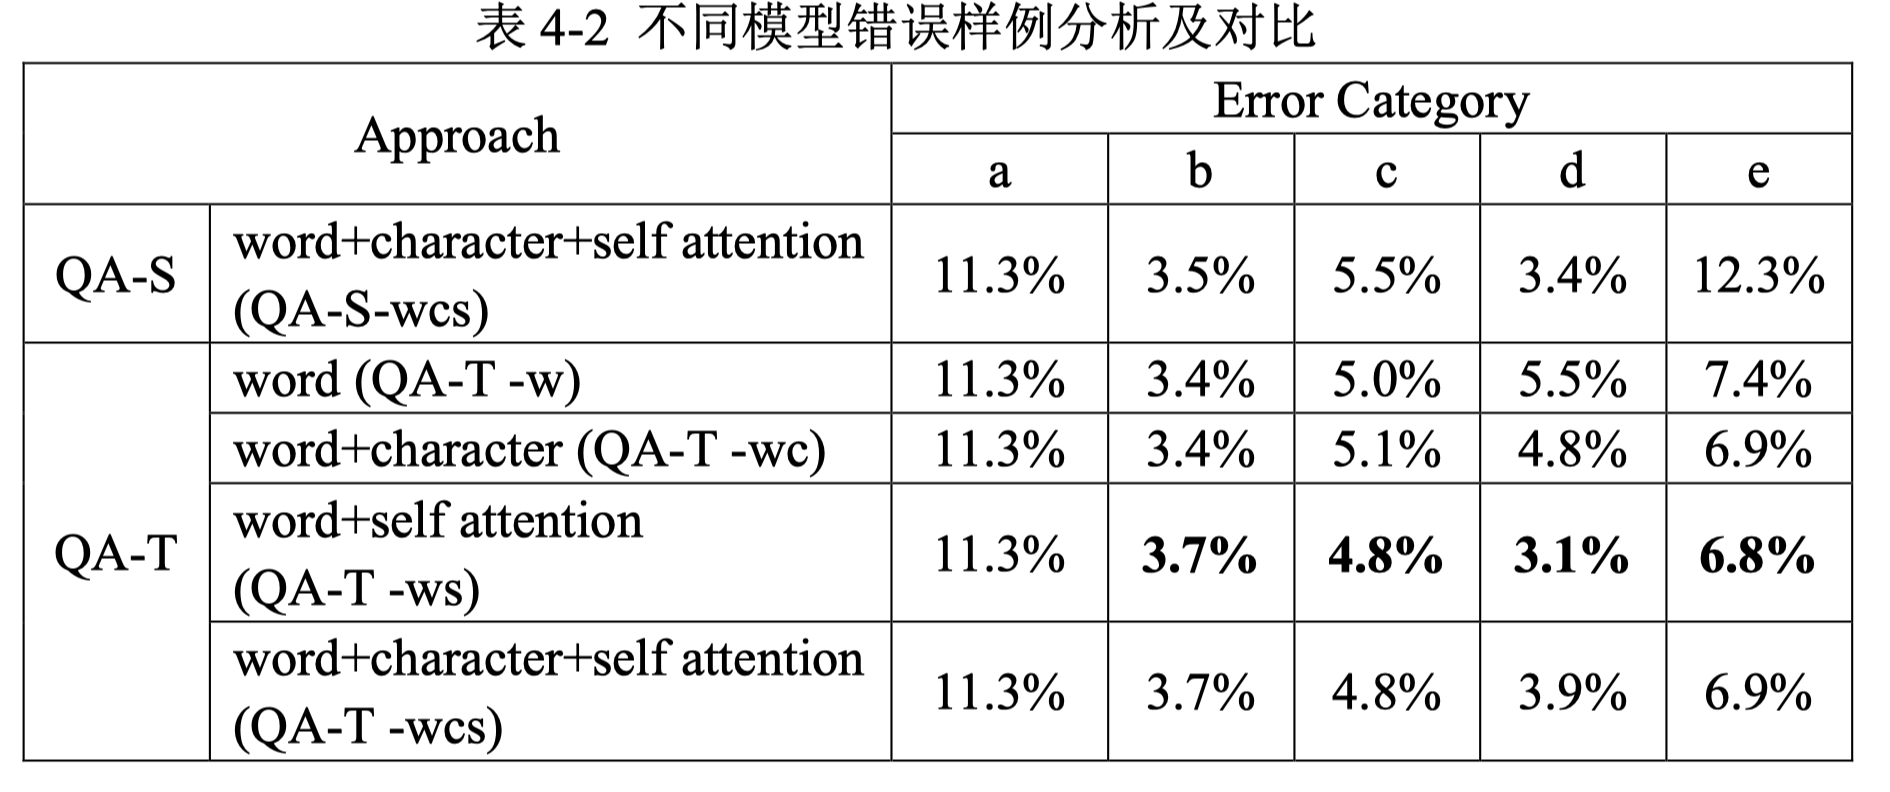 表 4-2 不同模型错误样例分析及对比
Approach
Error Category
a b c d e
QA-S
word+character+self attention
(QA-S-wcs)
11.3% 3.5% 5.5% 3.4% 12.3%
QA-T
word (QA-T -w) 11.3% 3.4% 5.0% 5.5% 7.4%
word+character (QA-T -wc) 11.3% 3.4% 5.1% 4.8% 6.9%
word+self attention
(QA-T -ws)
11.3% 3.7% 4.8% 3.1% 6.8%
word+character+self attention
(QA-T -wcs)
11.3% 3.7% 4.8% 3.9% 6.9%